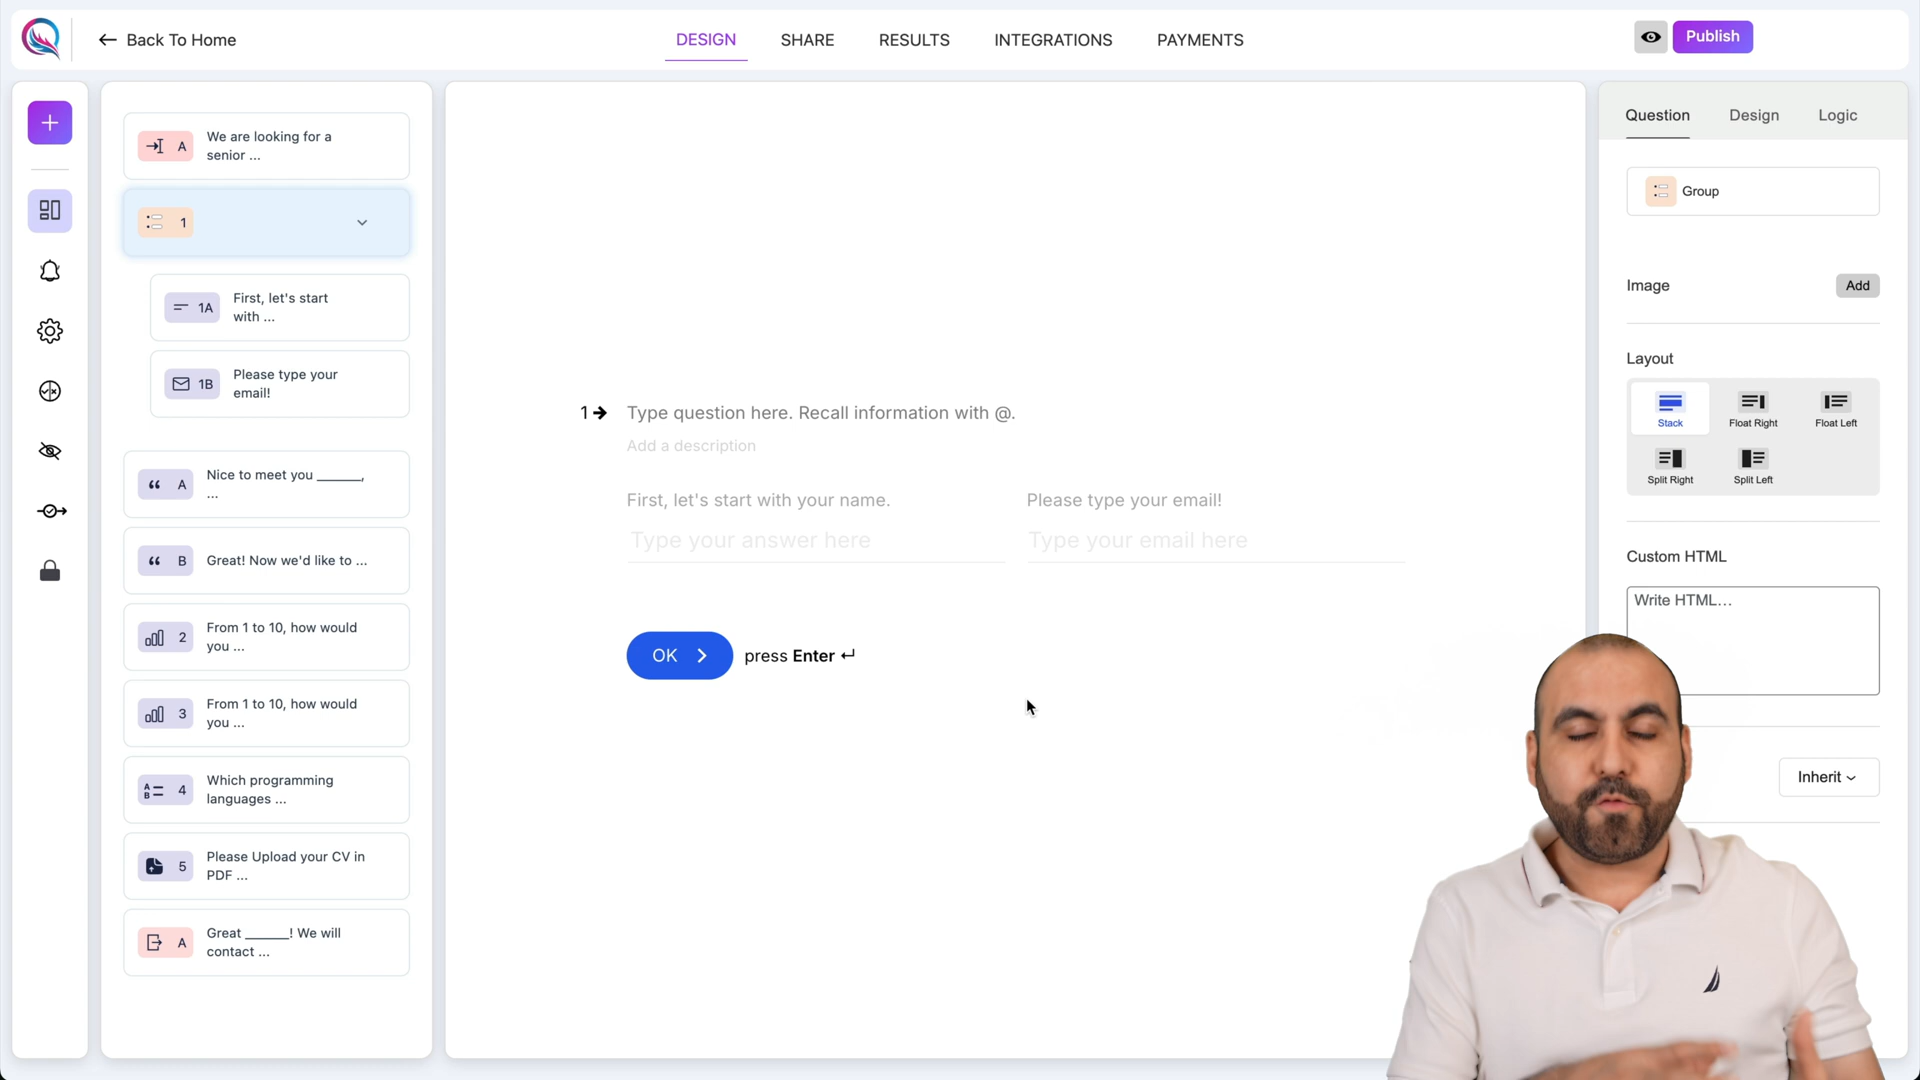 Back To Home
DESIGN
SHARE
RESULTS
INTEGRATIONS
PAYMENTS
Publish
A
We are looking for a
senior ...
1
1A
First, let's start
with ...
1B
Please type your
email!
A
Nice to meet you ______,
...
B
Great! Now we'd like to ...
2
From 1 to 10, how would
you ...
3
From 1 to 10, how would
you ...
4
Which programming
languages ...
5
Please Upload your CV in
PDF ...
A
Great ______! We will
contact ...
1 Type question here. Recall information with @.
Add a description
First, let's start with your name.
Type your answer here
Please type your email!
Type your email here
OK
press Enter
Question
Design
Logic
Group
Image
Add
Layout
Stack
Float Right
Float Left
Split Right
Split Left
Custom HTML
Write HTML...
Inherit